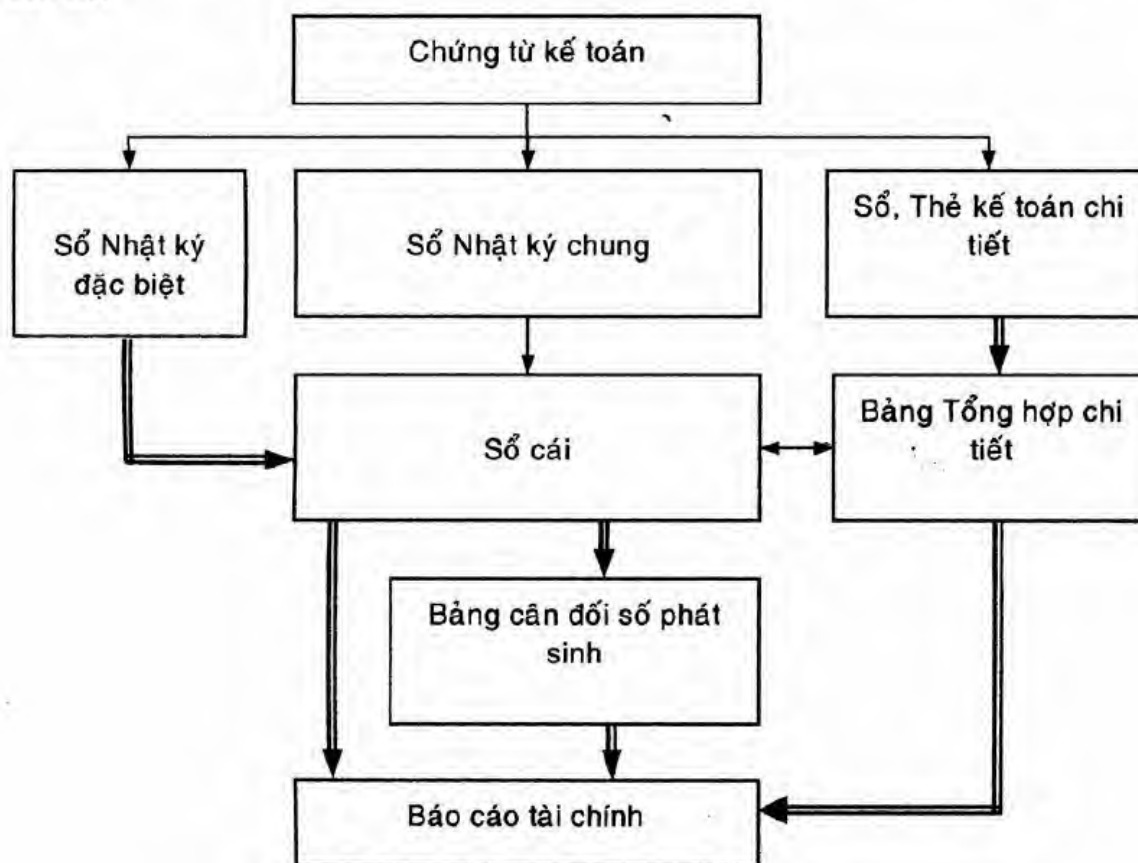 Chứng từ kế toán
Sổ Nhật ký
đặc biệt
Sổ Nhật ký chung
Sổ, Thẻ kế toán chi
tiết
Sổ cái
Bảng Tổng hợp chi
tiết
Bảng cân đối số phát
sinh
Báo cáo tài chính